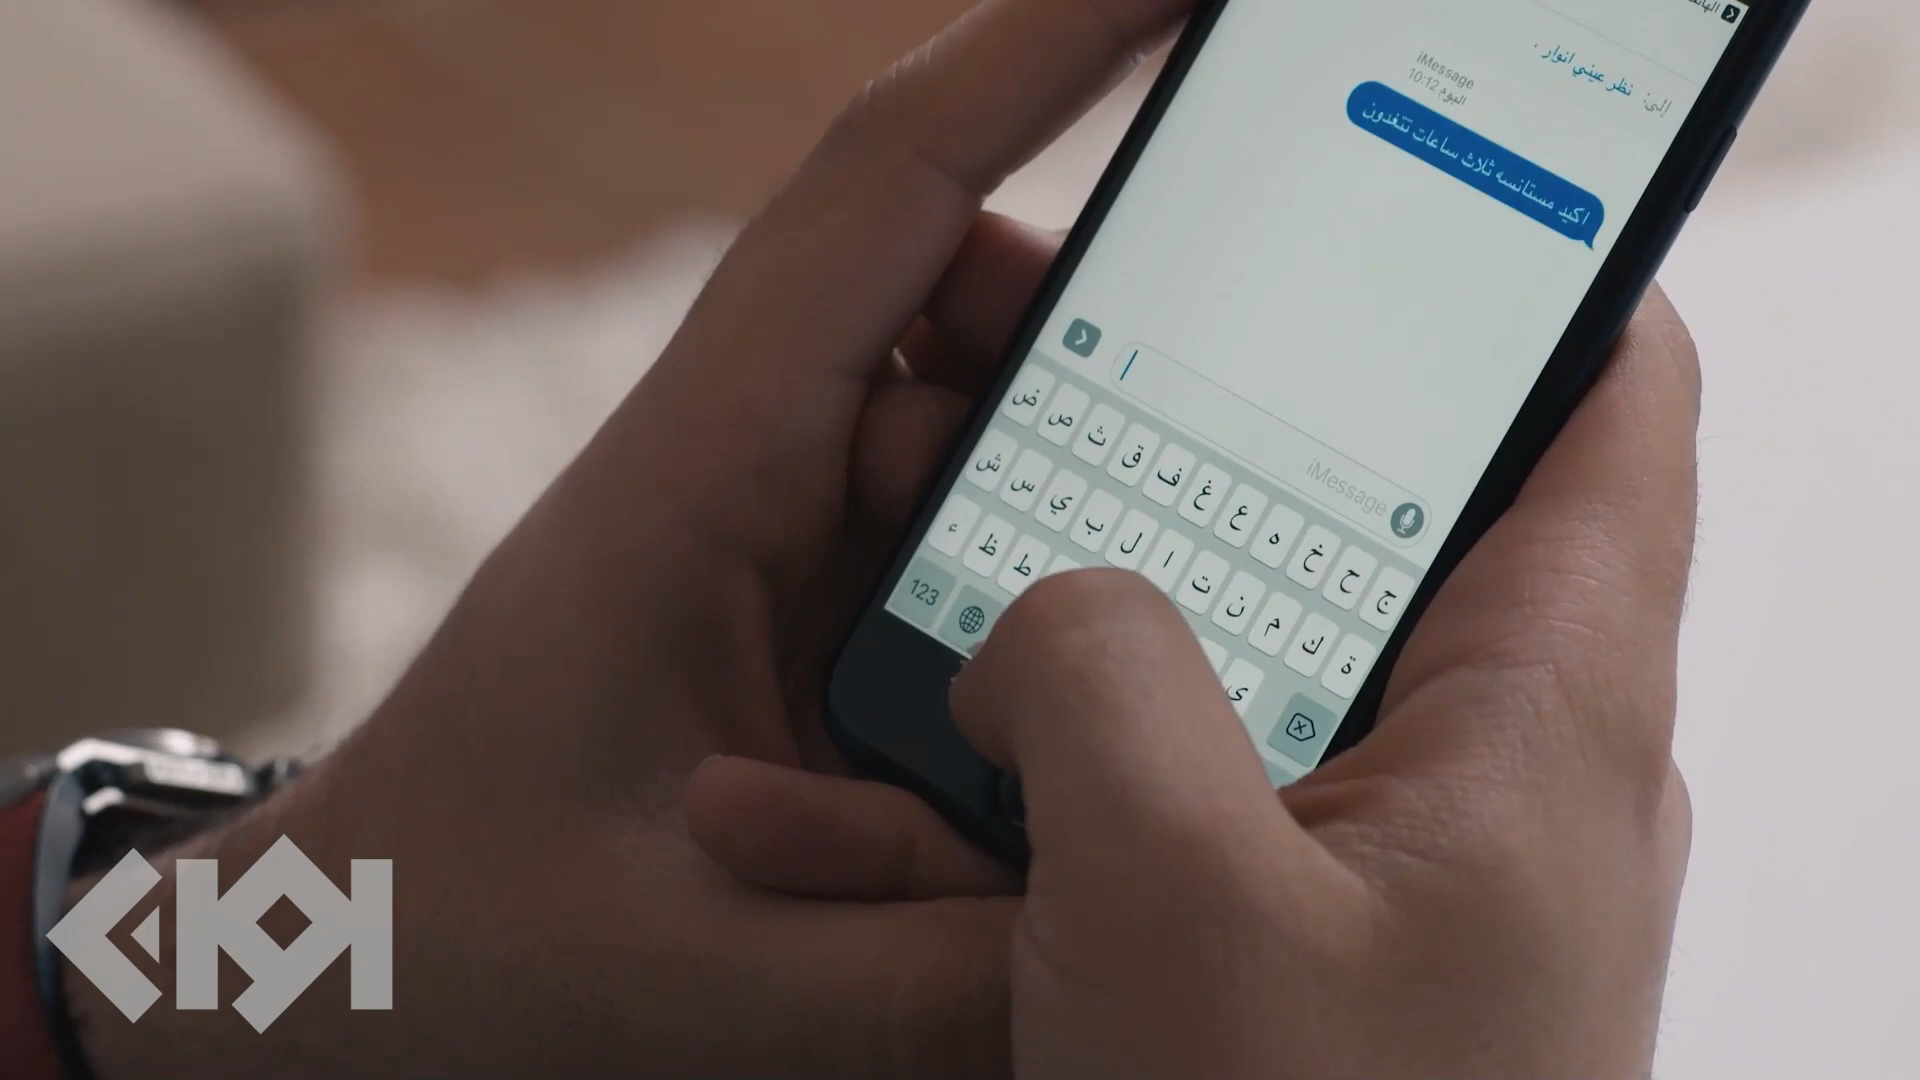 إلى: نظر عيني انوار ،
iMessage
اليوم 10:12
اكيد مستانسه ثلاث ساعات تتغدون
iMessage
ض ص ث ق ف غ ع ه خ ح ج
ش س ي ب ل ا ت ن م ك ة
ء ظ ط ى
123